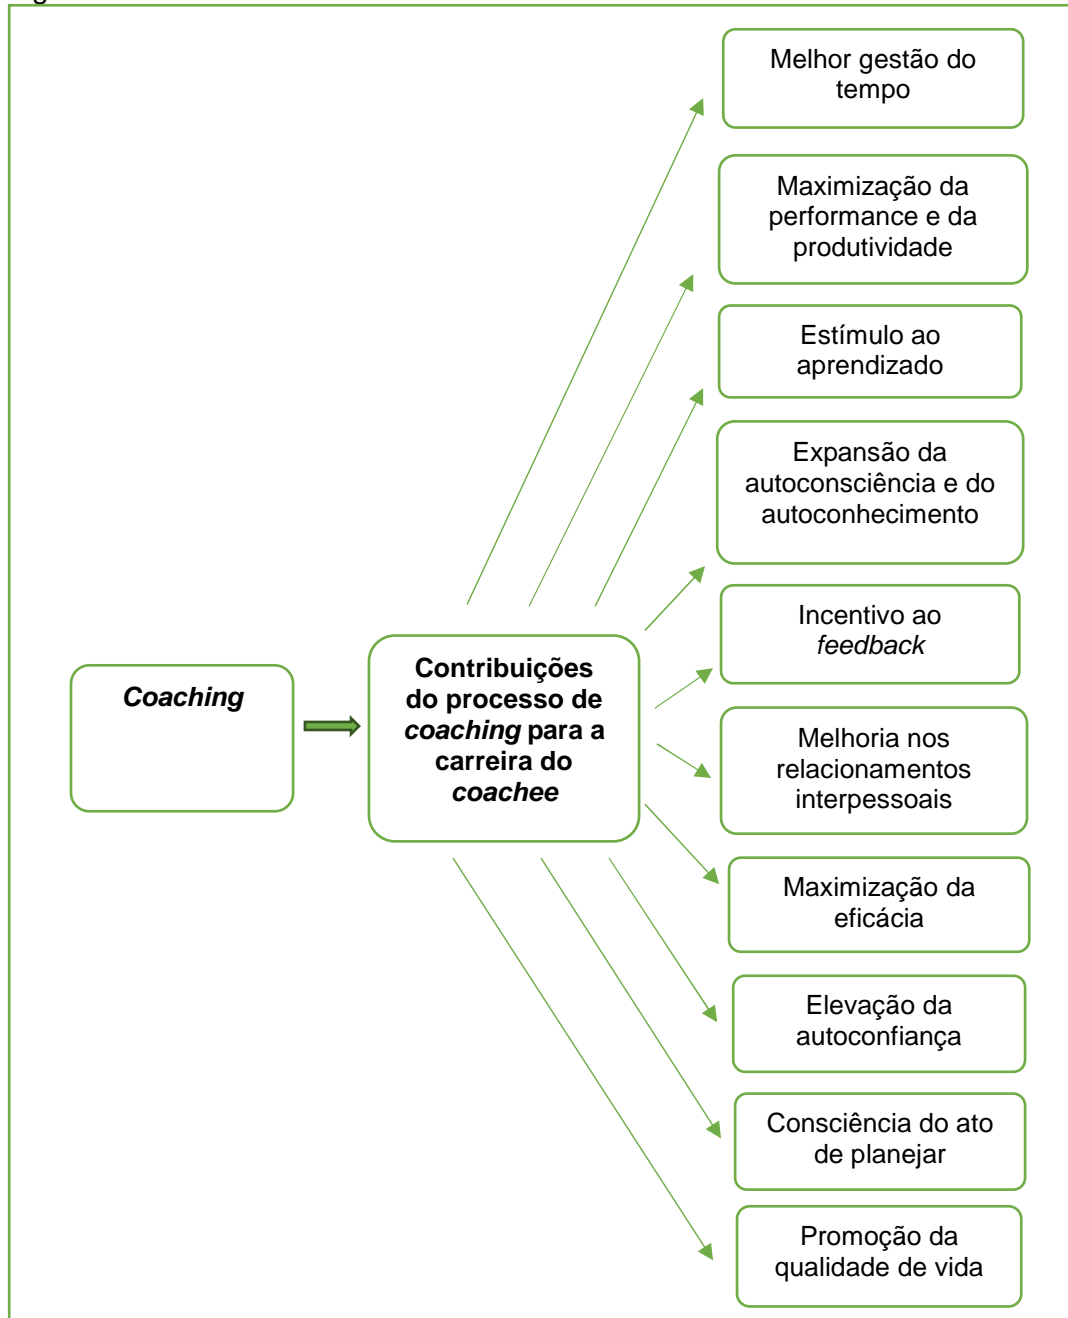 Melhor gestão do
tempo
Maximização da
performance e da
produtividade
Estímulo ao
aprendizado
Expansão da
autoconsciência e do
autoconhecimento
Incentivo ao
feedback
Coaching
Contribuições
do processo de
coaching para a
carreira do
coachee
Melhoria nos
relacionamentos
interpessoais
Maximização da
eficácia
Elevação da
autoconfiança
Consciência do ato
de planejar
Promoção da
qualidade de vida